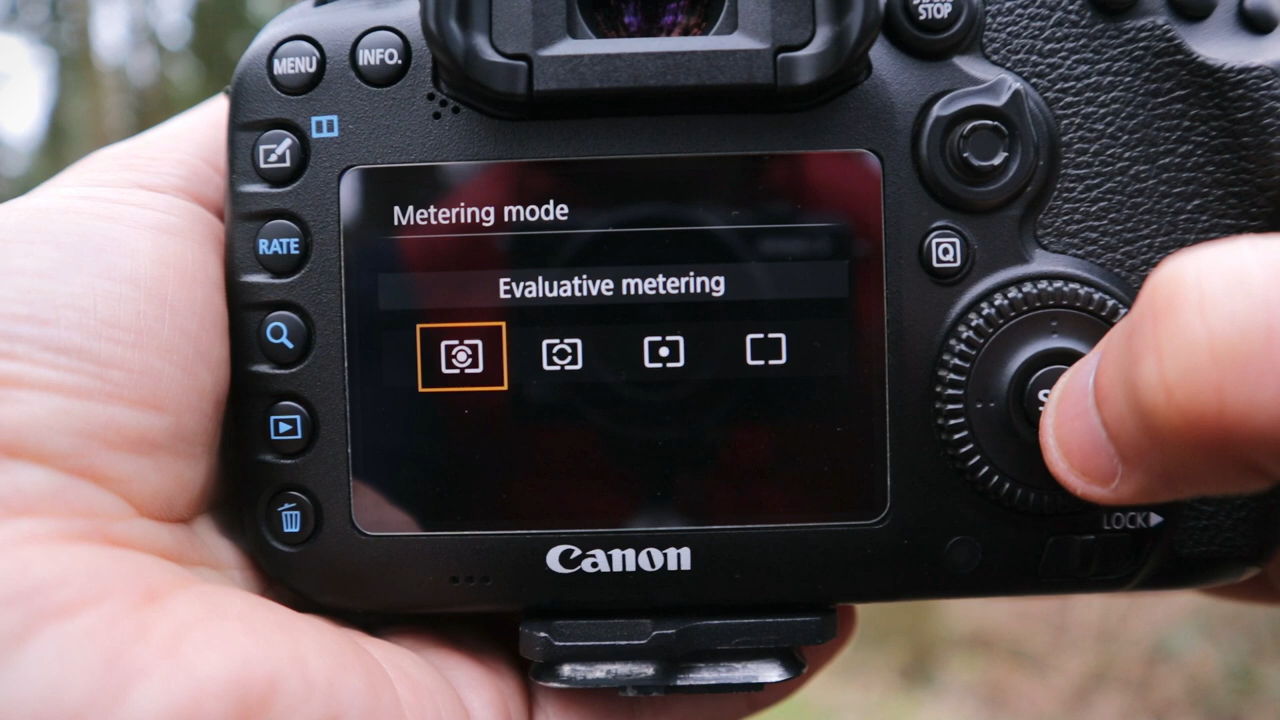 STOP
MENU
INFO.
Metering mode
RATE
Q
Evaluative metering
LOCK
Canon